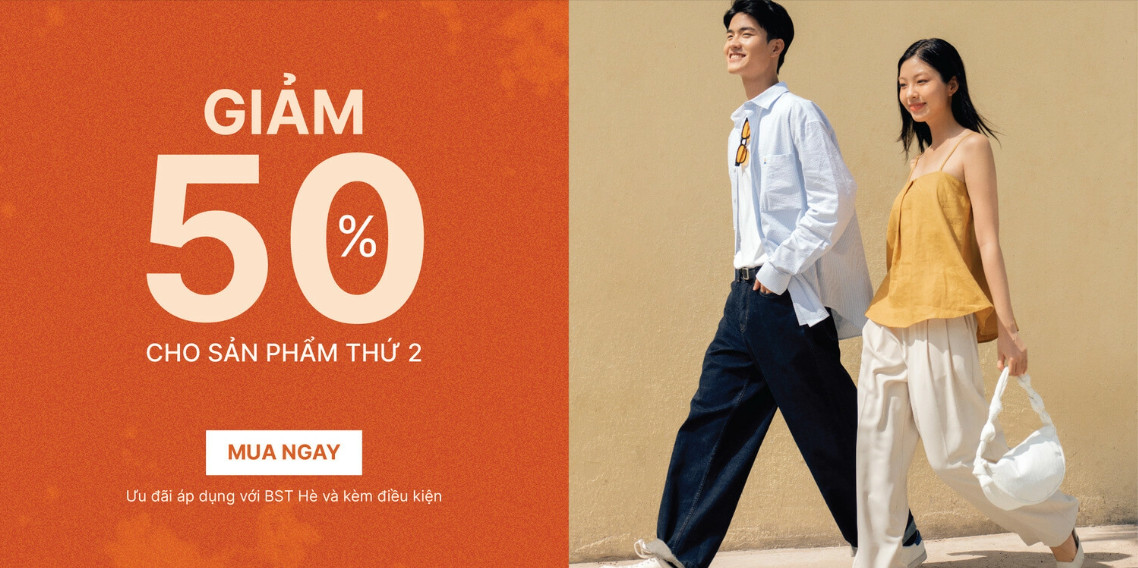 GIẢM
50%
CHO SẢN PHẨM THỨ 2
MUA NGAY
Ưu đãi áp dụng với BST Hè và kèm điều kiện